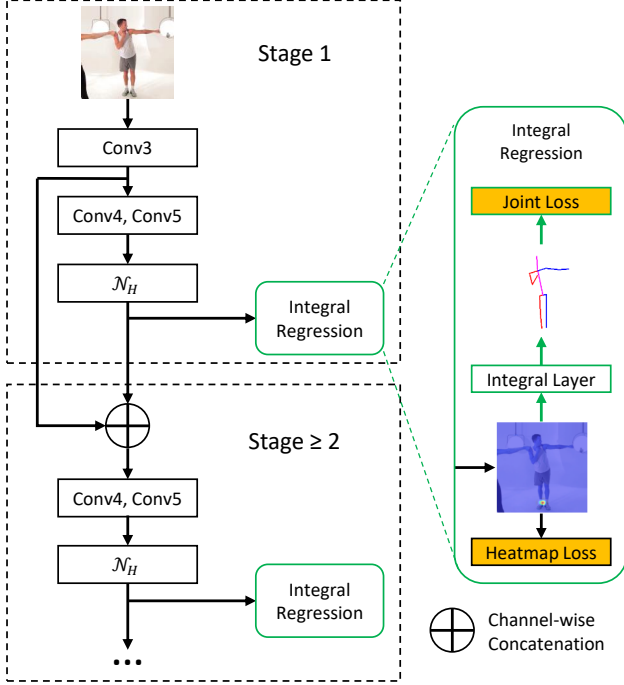 Stage 1
Conv3
Conv4, Conv5
𝒩_H
Integral
Regression
Stage ≥ 2
Conv4, Conv5
𝒩_H
Integral
Regression
...
Integral
Regression
Joint Loss
Integral Layer
Heatmap Loss
Channel-wise
Concatenation